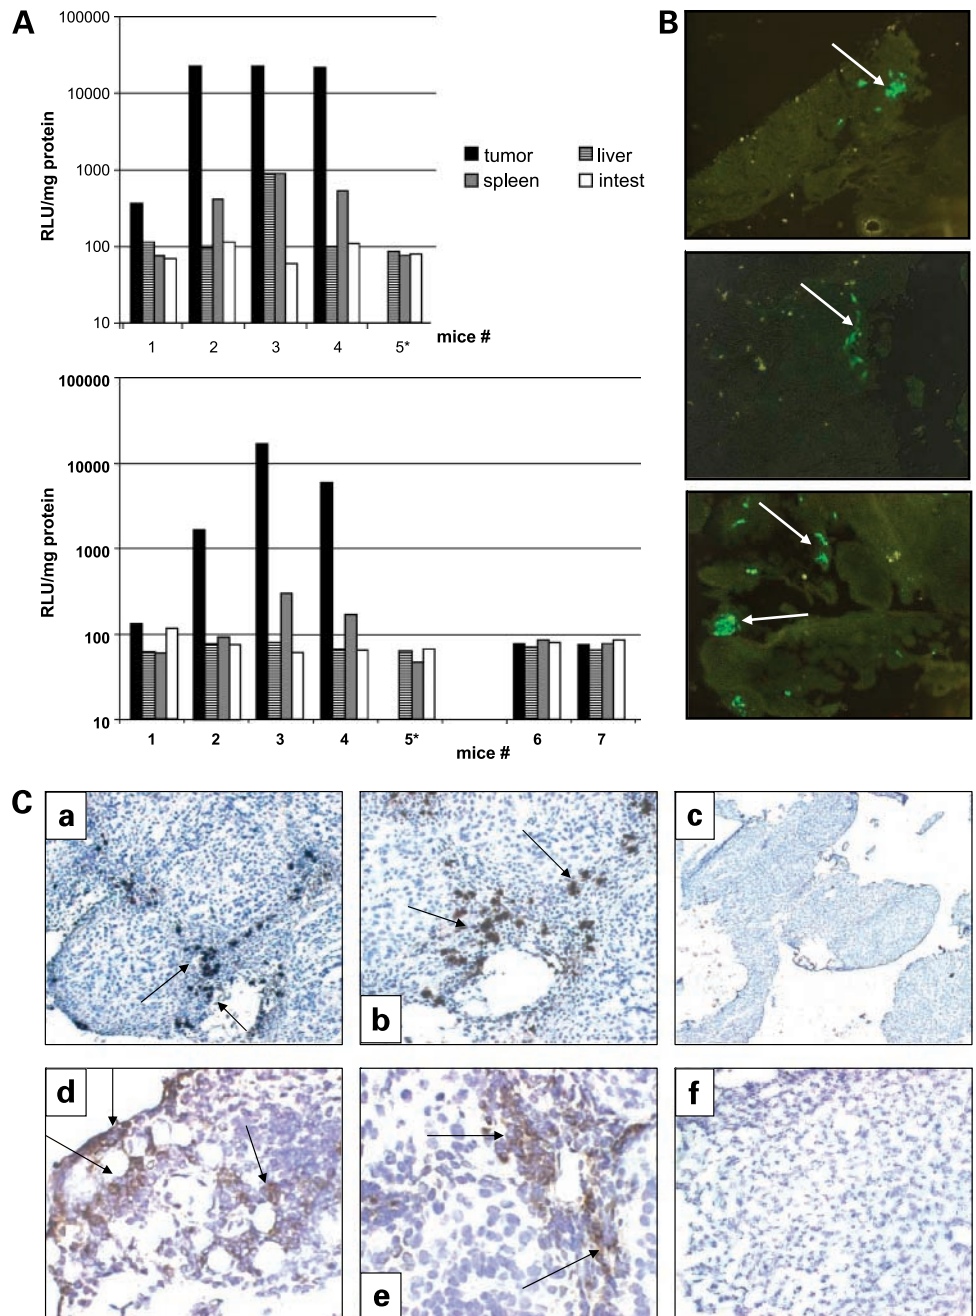 A
B
100000
10000
1000
100
10
RLU/mg protein
tumor
liver
spleen
intest
1 2 3 4 5*
mice #
100000
10000
1000
100
10
RLU/mg protein
1 2 3 4 5* 6 7
mice #
C
a
b
c
d
e
f